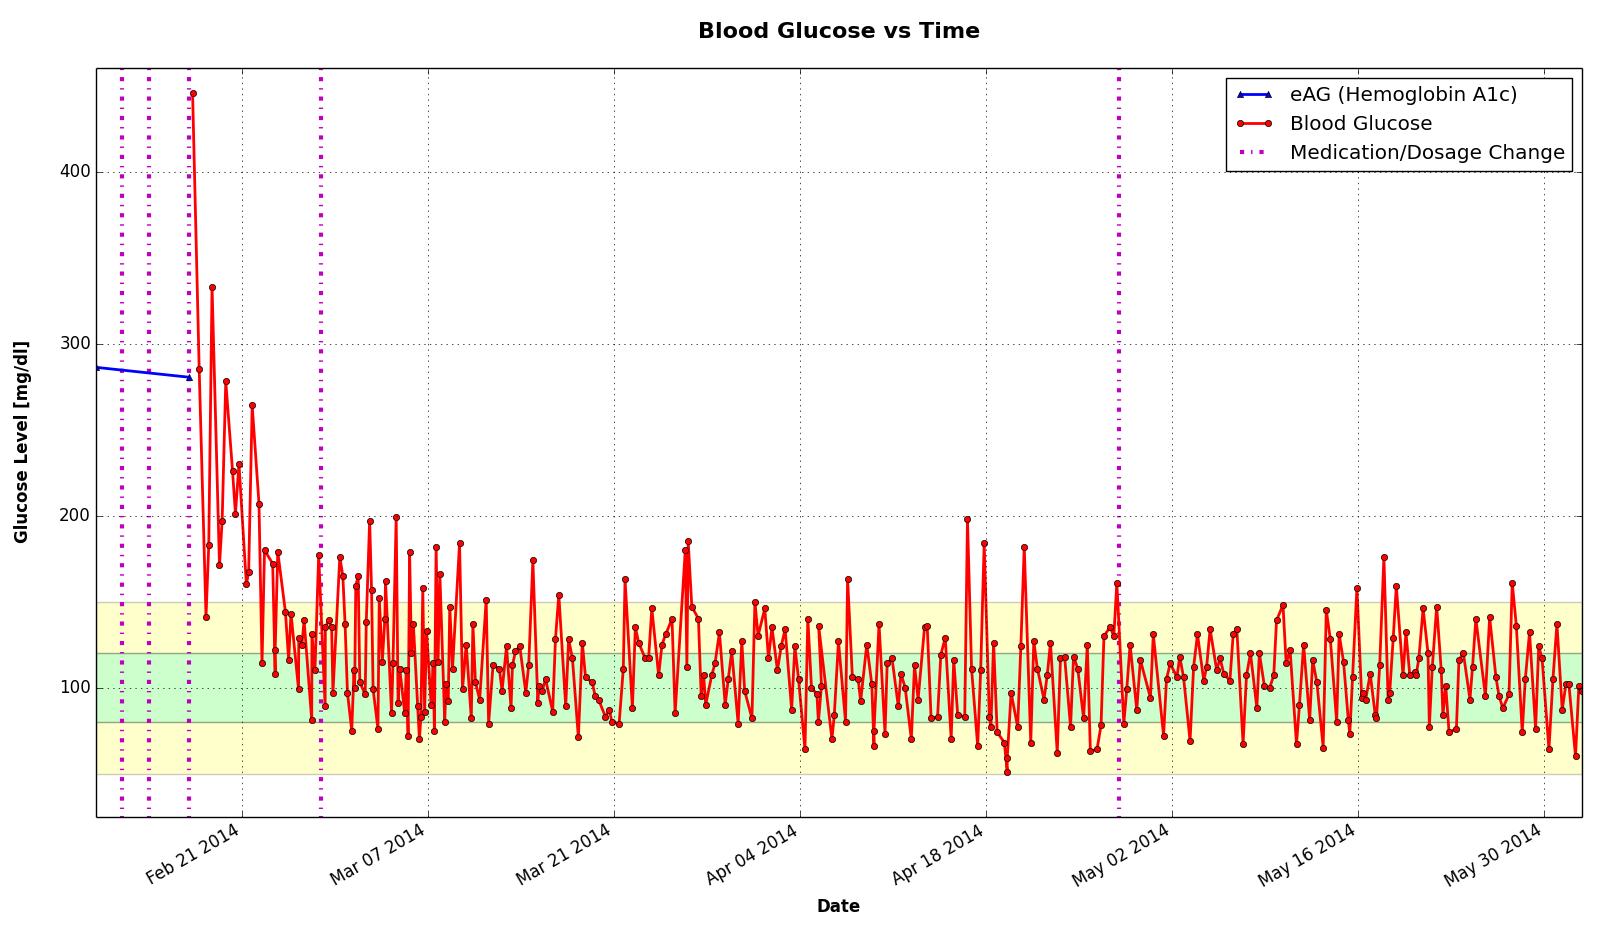 Blood Glucose vs Time
eAG (Hemoglobin A1c)
Blood Glucose
Medication/Dosage Change
400
300
200
100
Glucose Level [mg/dl]
Feb 21 2014
Mar 07 2014
Mar 21 2014
Apr 04 2014
Apr 18 2014
May 02 2014
May 16 2014
May 30 2014
Date